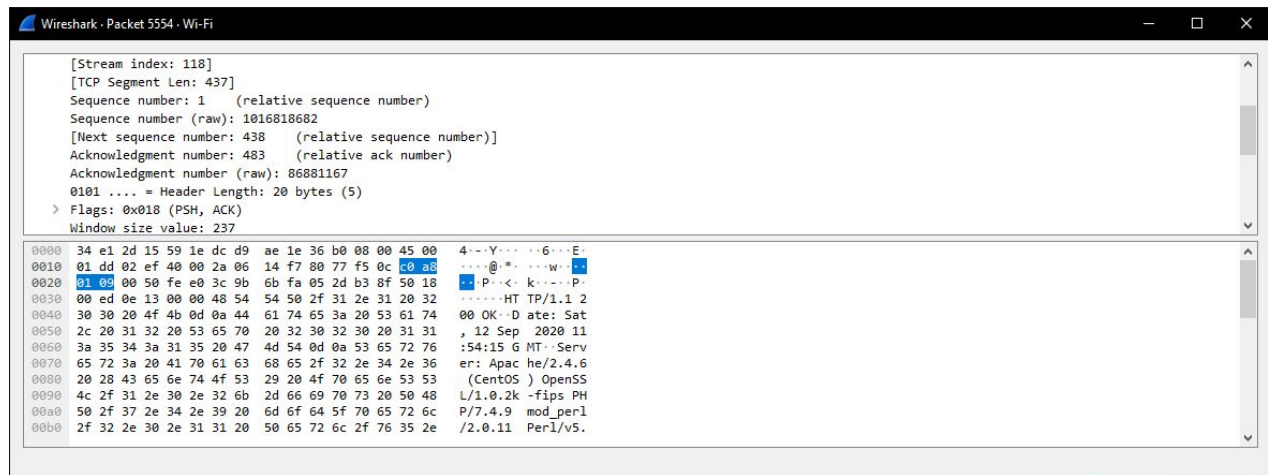 Wireshark · Packet 5554 · Wi-Fi
[Stream index: 118]
[TCP Segment Len: 437]
Sequence number: 1    (relative sequence number)
Sequence number (raw): 1016818682
[Next sequence number: 438    (relative sequence number)]
Acknowledgment number: 483    (relative ack number)
Acknowledgment number (raw): 86881167
0101 .... = Header Length: 20 bytes (5)
Flags: 0x018 (PSH, ACK)
Window size value: 237
0000 34 e1 2d 15 59 1e dc d9 ae 1e 36 b0 08 00 45 00 4·-·Y··· ··6···E·
0010 01 dd 02 ef 40 00 2a 06 14 f7 80 77 f5 0c c0 a8 ····@·*· ···w····
0020 01 09 00 50 fe e0 3c 9b 6b fa 05 2d b3 8f 50 18 ···P··<· k··-··P·
0030 00 ed 0e 13 00 00 48 54 54 50 2f 31 2e 31 20 32 ······HT TP/1.1 2
0040 30 30 20 4f 4b 0d 0a 44 61 74 65 3a 20 53 61 74 00 OK··D ate: Sat
0050 2c 20 31 32 20 53 65 70 20 32 30 32 30 20 31 31 , 12 Sep  2020 11
0060 3a 35 34 3a 31 35 20 47 4d 54 0d 0a 53 65 72 76 :54:15 G MT··Serv
0070 65 72 3a 20 41 70 61 63 68 65 2f 32 2e 34 2e 36 er: Apac he/2.4.6
0080 20 28 43 65 6e 74 4f 53 29 20 4f 70 65 6e 53 53 (CentOS ) OpenSS
0090 4c 2f 31 2e 30 2e 32 6b 2d 66 69 70 73 20 50 48 L/1.0.2k -fips PH
00a0 50 2f 37 2e 34 2e 39 20 6d 6f 64 5f 70 65 72 6c P/7.4.9  mod_perl
00b0 2f 32 2e 30 2e 31 31 20 50 65 72 6c 2f 76 35 2e /2.0.11  Perl/v5.